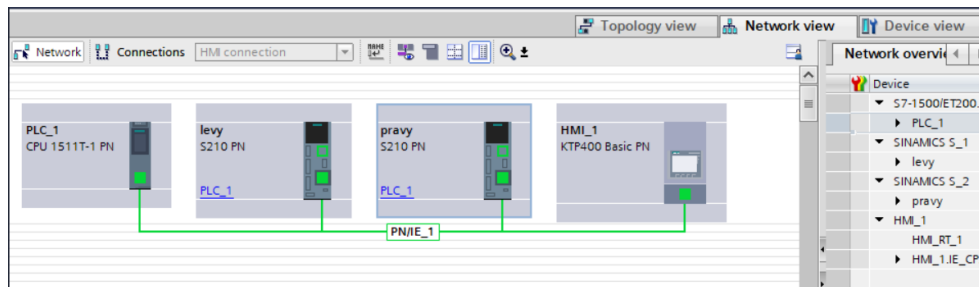 Topology view
Network view
Device view
Network
Connections
HMI connection
Network overvie
Device
PLC_1
CPU 1511T-1 PN
levy
S210 PN
PLC_1
pravy
S210 PN
PLC_1
HMI_1
KTP400 Basic PN
PN/IE_1
S7-1500/ET200.
PLC_1
SINAMICS S_1
levy
SINAMICS S_2
pravy
HMI_1
HMI_RT_1
HMI_1.IE_CP